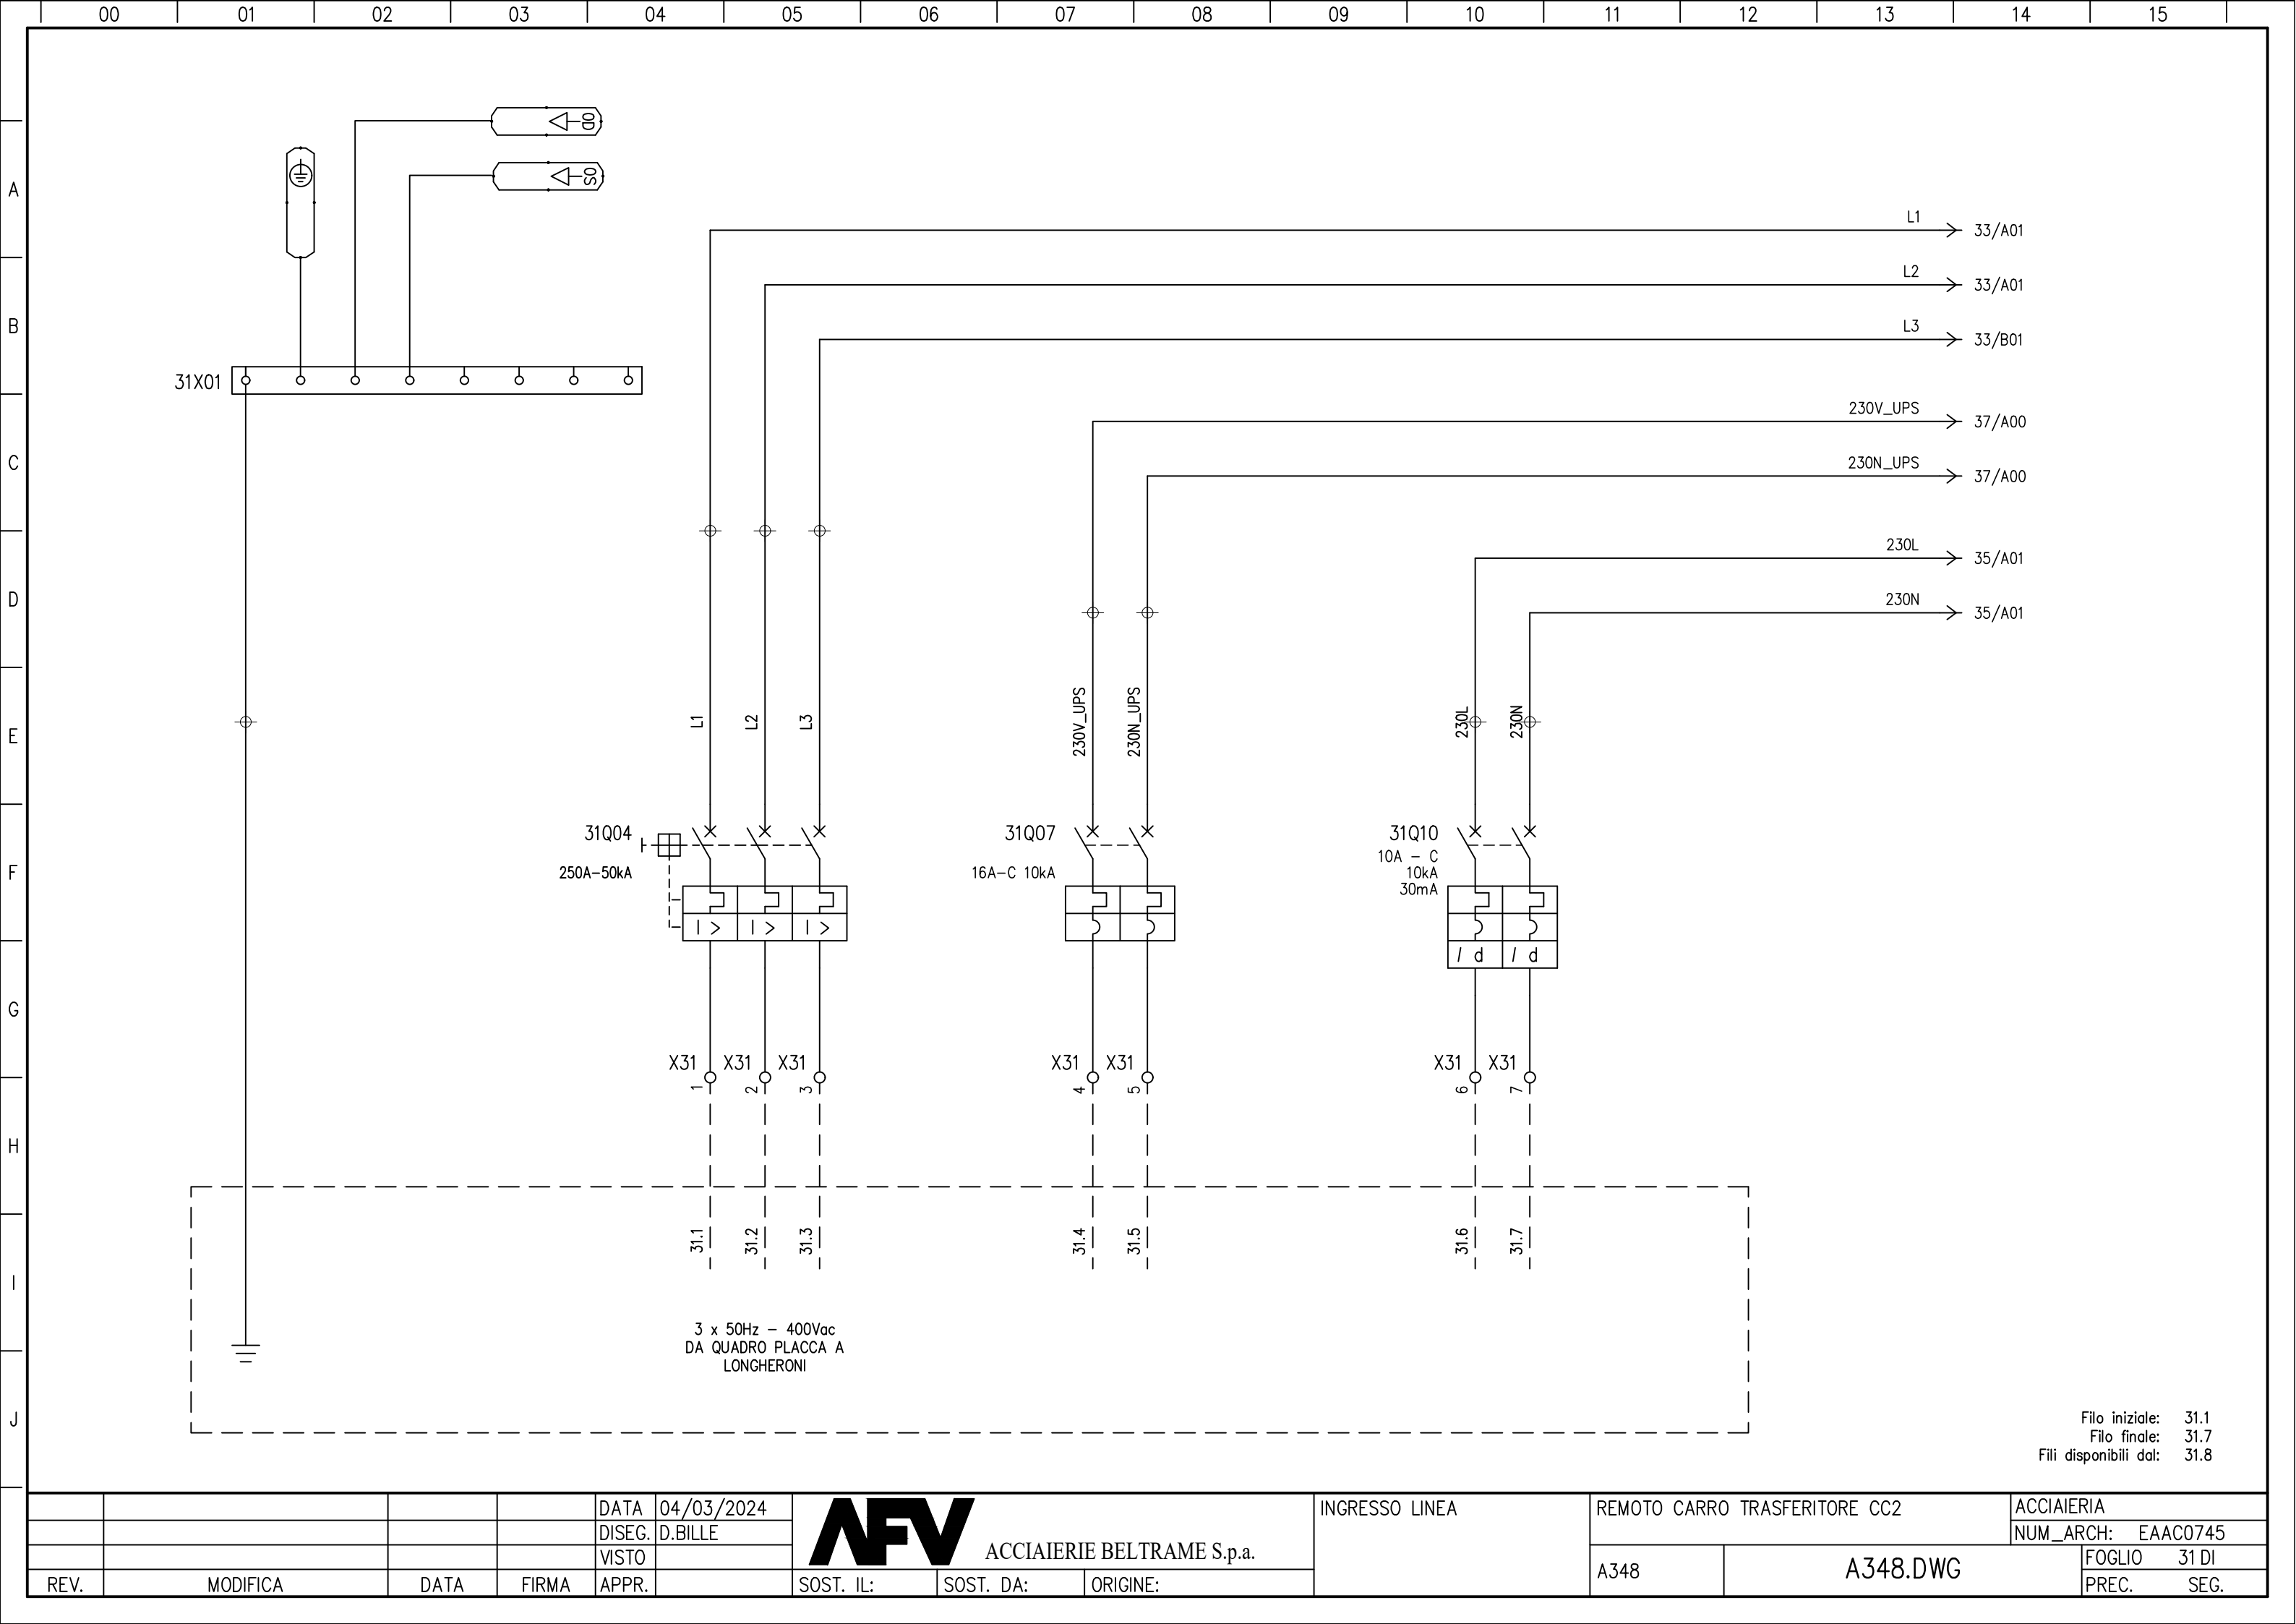 00 01 02 03 04 05 06 07 08 09 10 11 12 13 14 15
A
B
C
D
E
F
G
H
I
J
OD
SO
L1 33/A01
L2 33/A01
L3 33/B01
31X01
230V_UPS 37/A00
230N_UPS 37/A00
230L 35/A01
230N 35/A01
L1 L2 L3 230V_UPS 230N_UPS 230L 230N
31Q04
250A-50kA
I > I > I >
31Q07
16A-C 10kA
31Q10
10A - C
10kA
30mA
I d I d
X31 X31 X31 X31 X31 X31 X31
1 2 3 4 5 6 7
31.1 31.2 31.3 31.4 31.5 31.6 31.7
3 x 50Hz - 400Vac
DA QUADRO PLACCA A
LONGHERONI
Filo iniziale: 31.1
Filo finale: 31.7
Fili disponibili dal: 31.8
DATA 04/03/2024
DISEG. D.BILLE
VISTO
REV. MODIFICA DATA FIRMA APPR.
AFV
ACCIAIERIE BELTRAME S.p.a.
SOST. IL: SOST. DA: ORIGINE:
INGRESSO LINEA
REMOTO CARRO TRASFERITORE CC2
A348
A348.DWG
ACCIAIERIA
NUM_ARCH: EAAC0745
FOGLIO 31 DI
PREC. SEG.